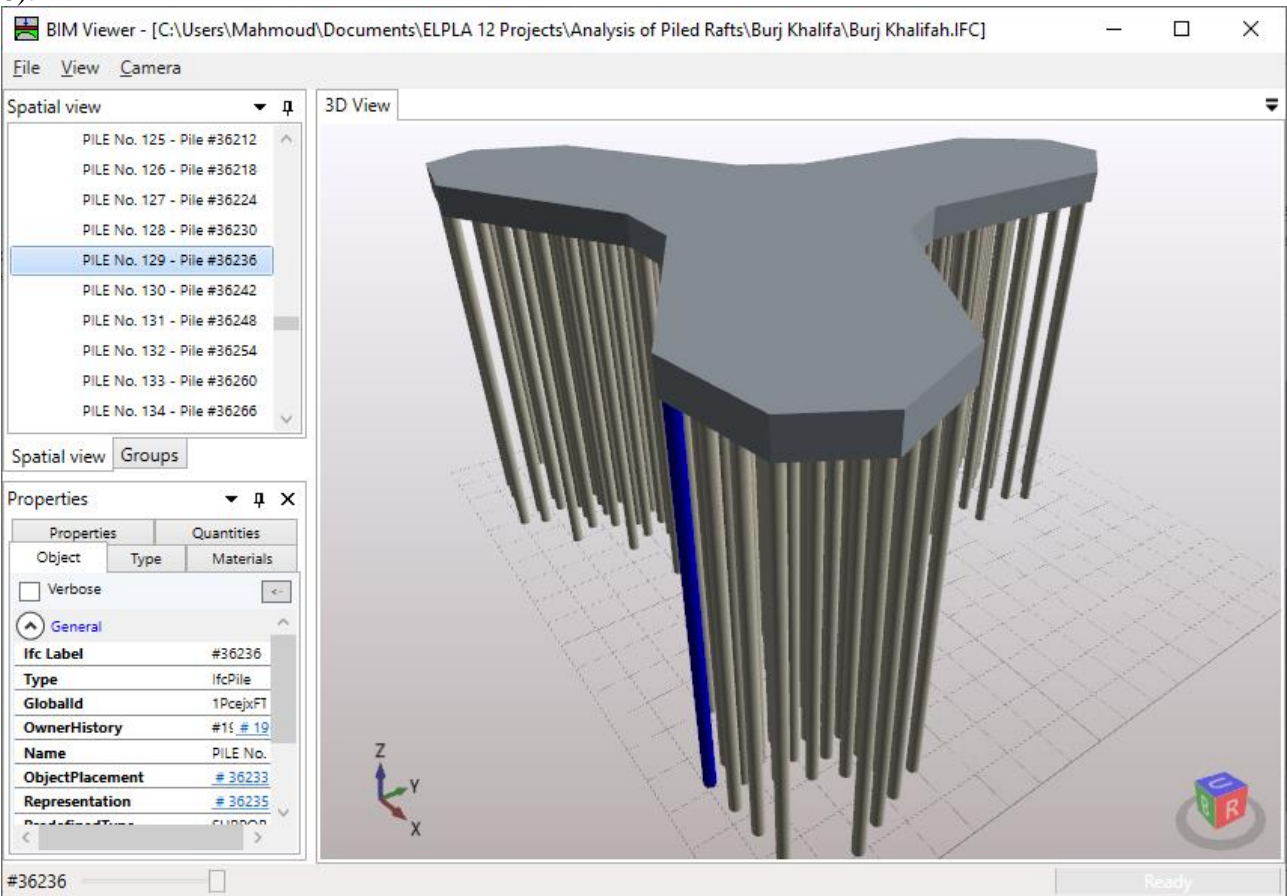 BIM Viewer - [C:\Users\Mahmoud\Documents\ELPLA 12 Projects\Analysis of Piled Rafts\Burj Khalifa\Burj Khalifah.IFC]
File View Camera
Spatial view
3D View
PILE No. 125 - Pile #36212
PILE No. 126 - Pile #36218
PILE No. 127 - Pile #36224
PILE No. 128 - Pile #36230
PILE No. 129 - Pile #36236
PILE No. 130 - Pile #36242
PILE No. 131 - Pile #36248
PILE No. 132 - Pile #36254
PILE No. 133 - Pile #36260
PILE No. 134 - Pile #36266
Spatial view Groups
Properties
Properties Quantities
Object Type Materials
Verbose <-
General
Ifc Label #36236
Type IfcPile
GlobalId 1PcejxFT
OwnerHistory #19 # 19
Name PILE No.
ObjectPlacement # 36233
Representation # 36235
Z
Y
X
U
B R
#36236
Ready